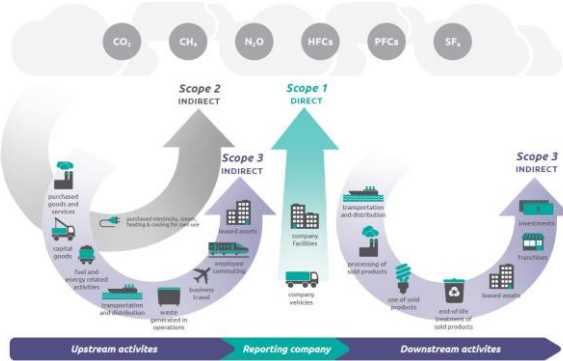 CO₂
CH₄
N₂O
HFCs
PFCs
SF₆
Scope 2
INDIRECT
Scope 1
DIRECT
Scope 3
INDIRECT
Scope 3
INDIRECT
purchased
goods and
services
capital
goods
fuel and
energy related
activities
transportation
and distribution
waste
generated in
operations
business
travel
employee
commuting
leased assets
purchased electricity, steam,
heating & cooling for own use
company
facilities
company
vehicles
transportation
and distribution
processing of
sold products
use of sold
products
end-of-life
treatment of
sold products
leased assets
franchises
investments
Upstream activites
Reporting company
Downstream activites